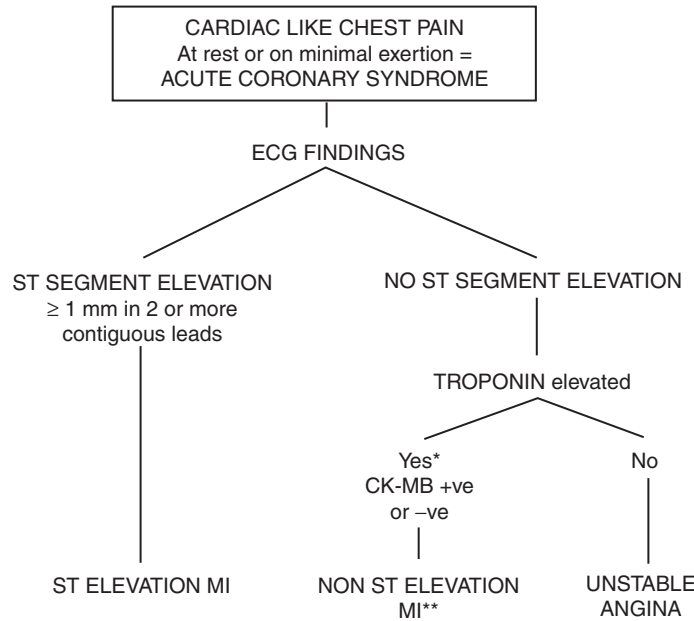 CARDIAC LIKE CHEST PAIN
At rest or on minimal exertion =
ACUTE CORONARY SYNDROME
ECG FINDINGS
ST SEGMENT ELEVATION
≥ 1 mm in 2 or more
contiguous leads
NO ST SEGMENT ELEVATION
TROPONIN elevated
Yes*
CK-MB +ve
or –ve
No
ST ELEVATION MI
NON ST ELEVATION
MI**
UNSTABLE
ANGINA